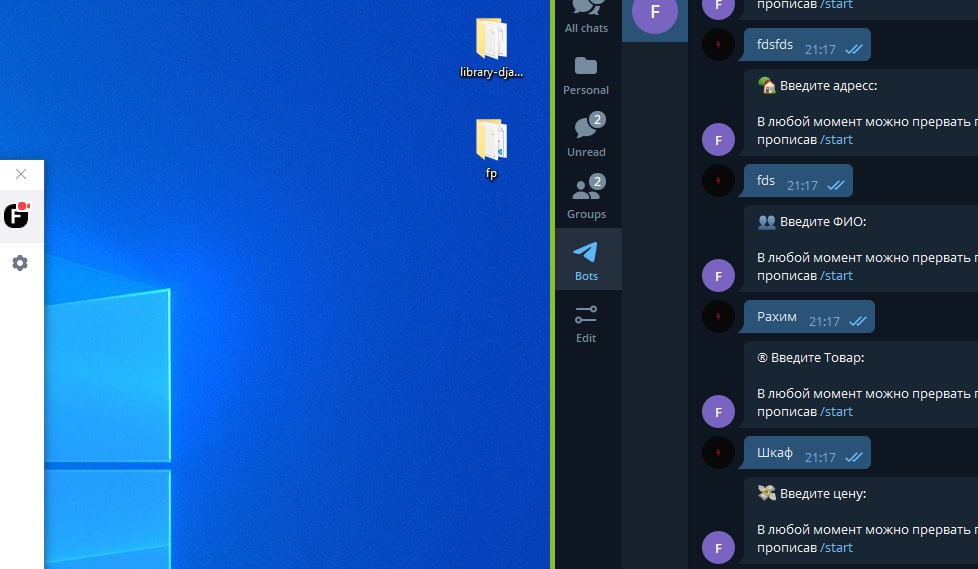 library-dja...
fp
F
All chats
Personal
2
Unread
2
Groups
Bots
Edit
F
F
прописав /start
fdsfds 21:17
Введите адресс:
В любой момент можно прервать
F
прописав /start
fds 21:17
Введите ФИО:
В любой момент можно прервать
F
прописав /start
Рахим 21:17
® Введите Товар:
В любой момент можно прервать
F
прописав /start
Шкаф 21:17
Введите цену:
В любой момент можно прервать
F
прописав /start